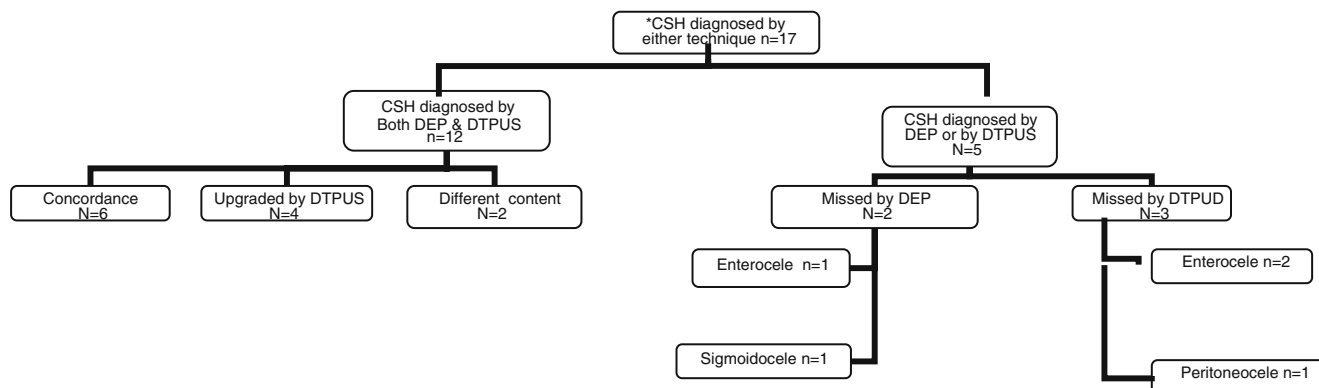 *CSH diagnosed by
either technique n=17
CSH diagnosed by
Both DEP & DTPUS
n=12
CSH diagnosed by
DEP or by DTPUS
N=5
Concordance
N=6
Upgraded by DTPUS
N=4
Different content
N=2
Missed by DEP
N=2
Missed by DTPUD
N=3
Enterocele n=1
Enterocele n=2
Sigmoidocele n=1
Peritoneocele n=1